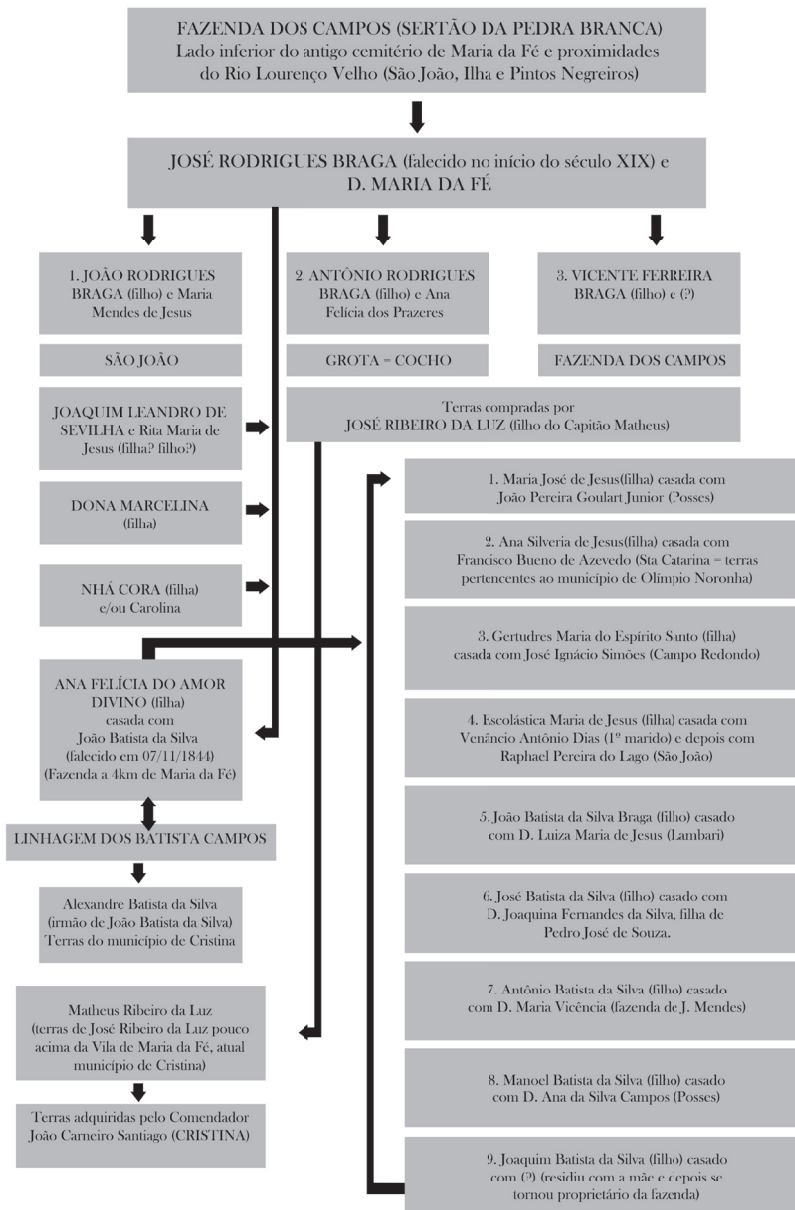 FAZENDA DOS CAMPOS (SERTÃO DA PEDRA BRANCA)
Lado inferior do antigo cemitério de Maria da Fé e proximidades
do Rio Lourenço Velho (São João, Ilha e Pintos Negreiros)
JOSÉ RODRIGUES BRAGA (falecido no início do século XIX) e
D. MARIA DA FÉ
1. JOÃO RODRIGUES
BRAGA (filho) e Maria
Mendes de Jesus
2 ANTÔNIO RODRIGUES
BRAGA (filho) e Ana
Felícia dos Prazeres
3. VICENTE FERREIRA
BRAGA (filho) e (?)
SÃO JOÃO
GROTA = COCHO
FAZENDA DOS CAMPOS
JOAQUIM LEANDRO DE
SEVILHA e Rita Maria de
Jesus (filha? filho?)
Terras compradas por
JOSÉ RIBEIRO DA LUZ (filho do Capitão Matheus)
DONA MARCELINA
(filha)
NHÁ CORA (filha)
e/ou Carolina
ANA FELÍCIA DO AMOR
DIVINO (filha)
casada com
João Batista da Silva
(falecido em 07/11/1844)
(Fazenda a 4km de Maria da Fé)
LINHAGEM DOS BATISTA CAMPOS
Alexandre Batista da Silva
(irmão de João Batista da Silva)
Terras do município de Cristina
Matheus Ribeiro da Luz
(terras de José Ribeiro da Luz pouco
acima da Vila de Maria da Fé, atual
município de Cristina)
Terras adquiridas pelo Comendador
João Carneiro Santiago (CRISTINA)
1. Maria José de Jesus(filha) casada com
João Pereira Goulart Junior (Posses)
2. Ana Silveria de Jesus(filha) casada com
Francisco Bueno de Azevedo (Sta Catarina = terras
pertencentes ao município de Olímpio Noronha)
3. Gertudres Maria do Espírito Santo (filha)
casada com José Ignácio Simões (Campo Redondo)
4. Escolástica Maria de Jesus (filha) casada com
Venâncio Antônio Dias (1º marido) e depois com
Raphael Pereira do Lago (São João)
5. João Batista da Silva Braga (filho) casado
com D. Luiza Maria de Jesus (Lambari)
6. José Batista da Silva (filho) casado com
D. Joaquina Fernandes da Silva, filha de
Pedro José de Souza.
7. Antônio Batista da Silva (filho) casado
com D. Maria Vicência (fazenda de J. Mendes)
8. Manoel Batista da Silva (filho) casado
com D. Ana da Silva Campos (Posses)
9. Joaquim Batista da Silva (filho) casado
com (?) (residiu com a mãe e depois se
tornou proprietário da fazenda)